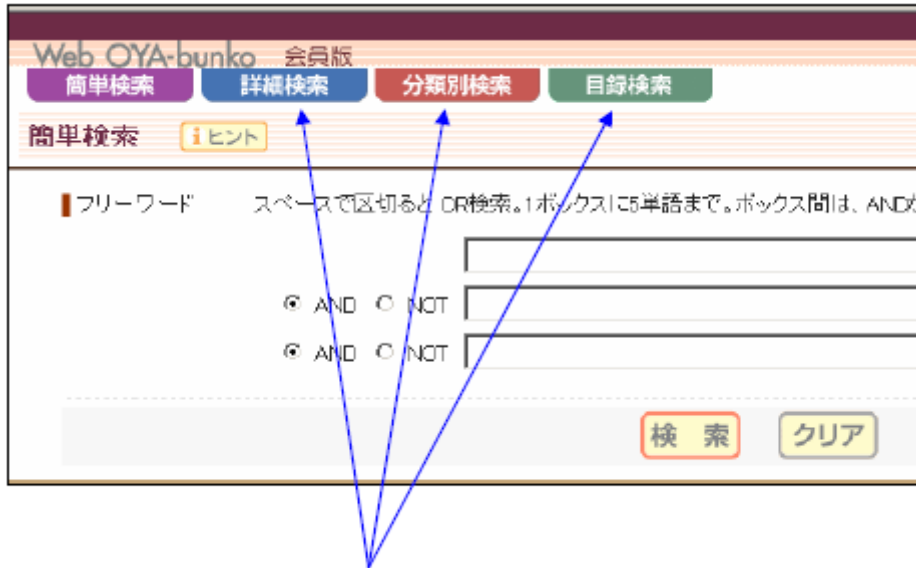 Web OYA-bunko 会員版
簡単検索 詳細検索 分類別検索 目録検索
簡単検索 iヒント
フリーワード スペースで区切ると OR検索。1ボックスに5単語まで。ボックス間は、AND
AND NOT
AND NOT
検 索 クリア